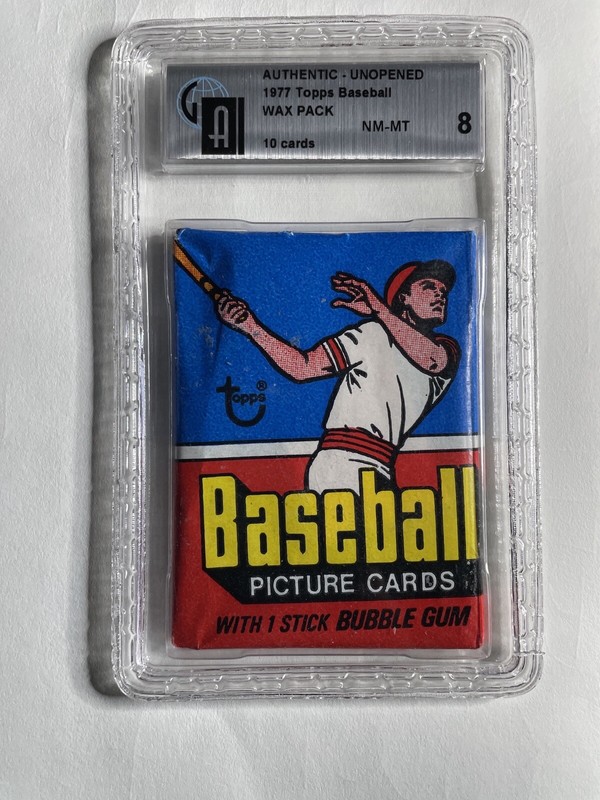 AUTHENTIC - UNOPENED
1977 Topps Baseball
WAX PACK
NM-MT 8
10 cards
GA
topps®
Baseball
PICTURE CARDS
WITH 1 STICK BUBBLE GUM